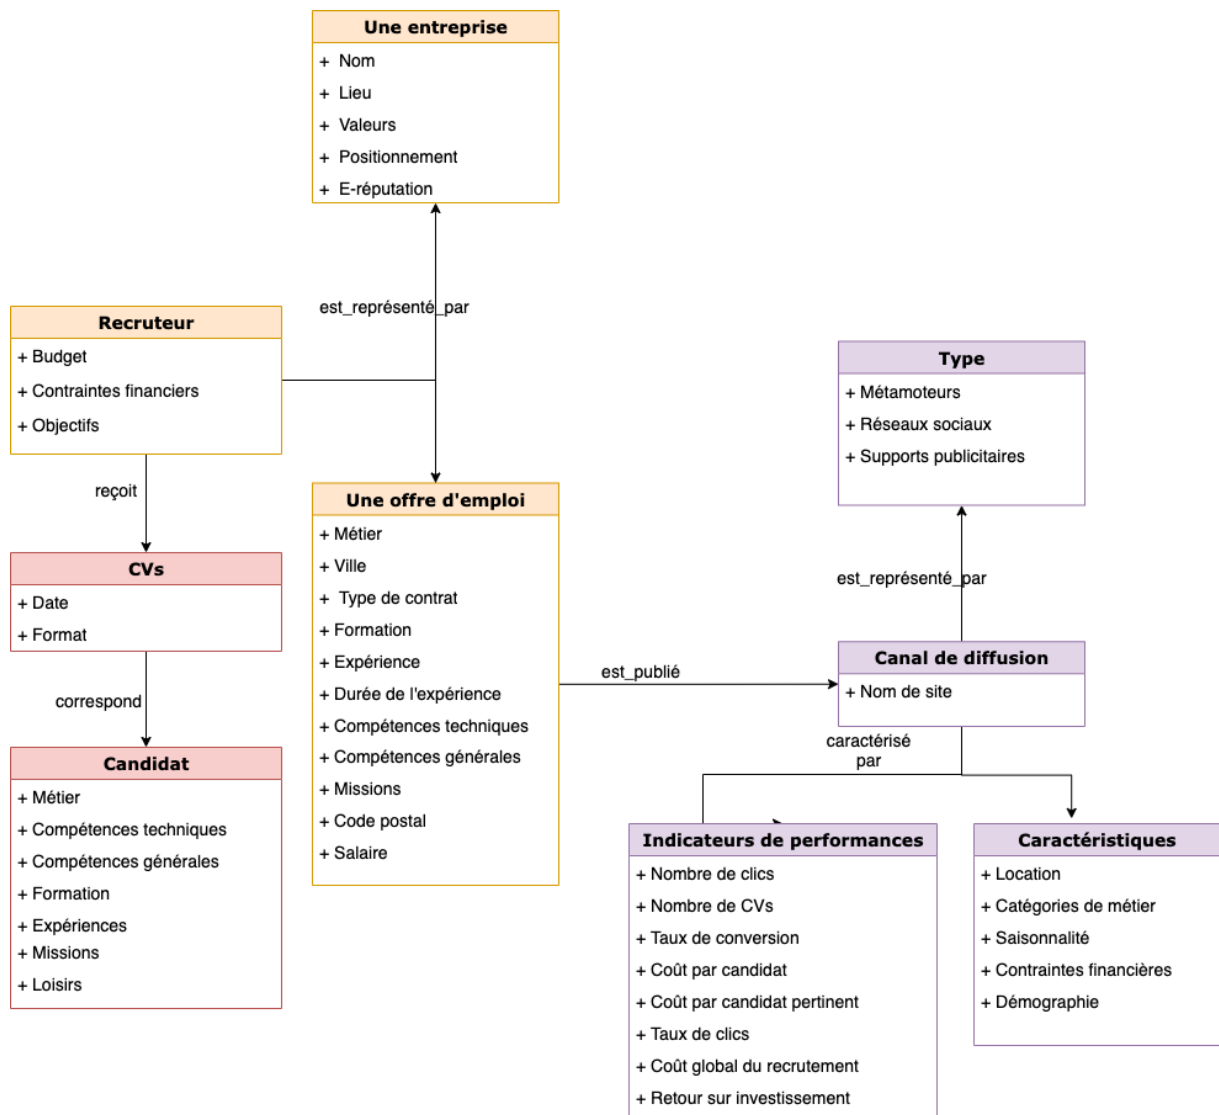 Une entreprise
+ Nom
+ Lieu
+ Valeurs
+ Positionnement
+ E-réputation
est_représenté_par
Recruteur
+ Budget
+ Contraintes financiers
+ Objectifs
reçoit
CVs
+ Date
+ Format
correspond
Candidat
+ Métier
+ Compétences techniques
+ Compétences générales
+ Formation
+ Expériences
+ Missions
+ Loisirs
Une offre d'emploi
+ Métier
+ Ville
+ Type de contrat
+ Formation
+ Expérience
+ Durée de l'expérience
+ Compétences techniques
+ Compétences générales
+ Missions
+ Code postal
+ Salaire
est_publié
Type
+ Métamoteurs
+ Réseaux sociaux
+ Supports publicitaires
est_représenté_par
Canal de diffusion
+ Nom de site
caractérisé
par
Indicateurs de performances
+ Nombre de clics
+ Nombre de CVs
+ Taux de conversion
+ Coût par candidat
+ Coût par candidat pertinent
+ Taux de clics
+ Coût global du recrutement
+ Retour sur investissement
Caractéristiques
+ Location
+ Catégories de métier
+ Saisonnalité
+ Contraintes financières
+ Démographie